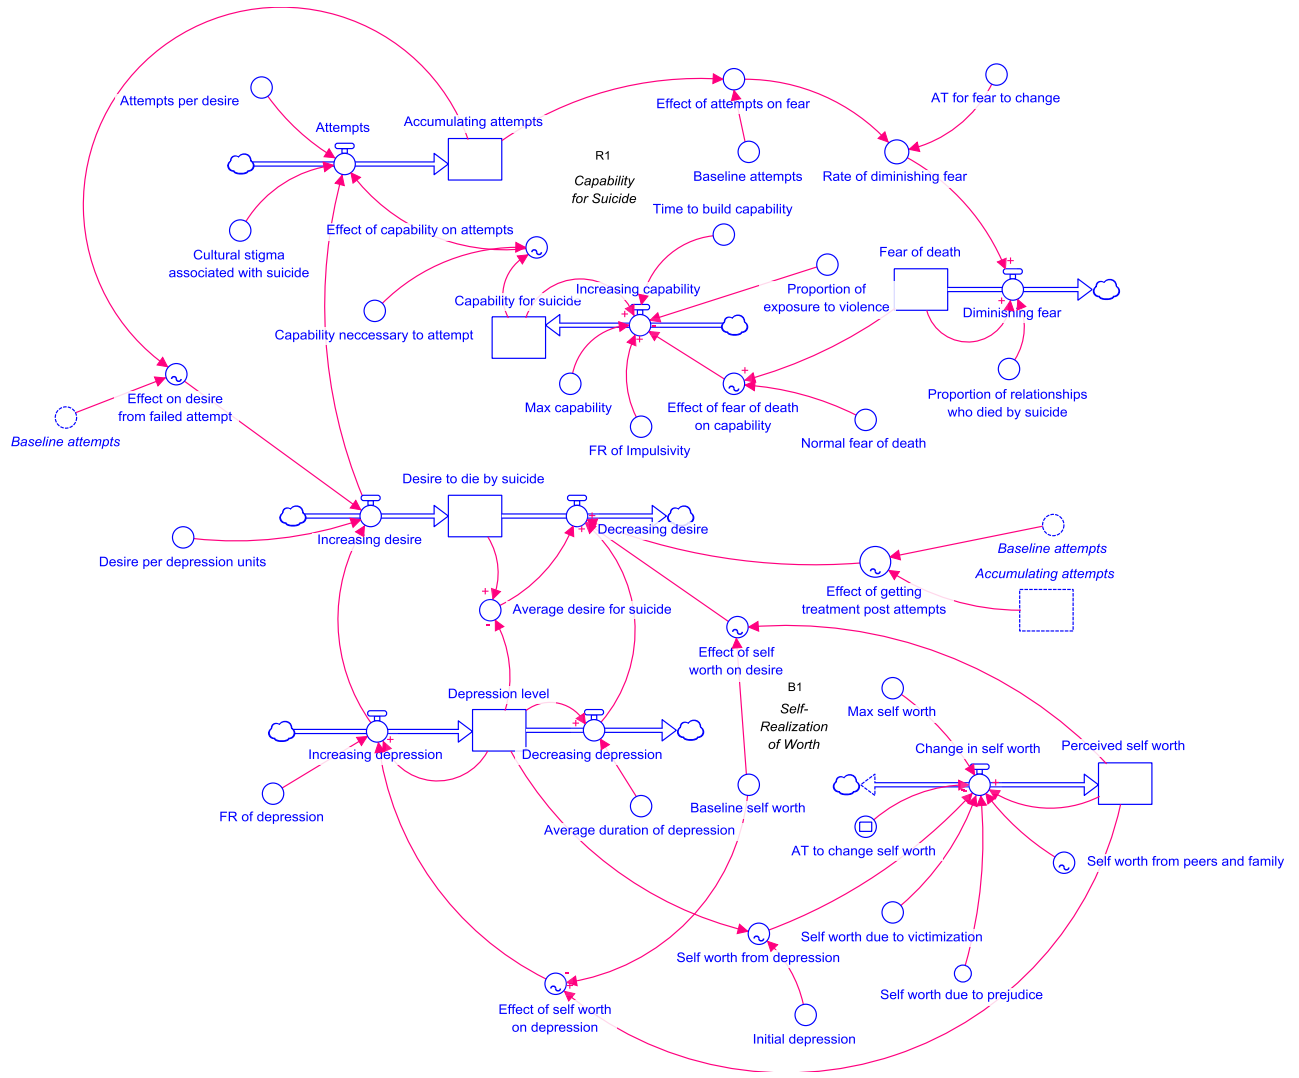 Attempts per desire
Attempts
Accumulating attempts
Effect of attempts on fear
AT for fear to change
R1
Capability
for Suicide
Baseline attempts
Rate of diminishing fear
Time to build capability
Effect of capability on attempts
Cultural stigma
associated with suicide
Fear of death
Capability for suicide
Increasing capability
Proportion of
exposure to violence
Diminishing fear
Capability neccessary to attempt
Effect on desire
from failed attempt
Baseline attempts
Max capability
Effect of fear of death
on capability
Proportion of relationships
who died by suicide
FR of Impulsivity
Normal fear of death
Desire to die by suicide
Increasing desire
Decreasing desire
Desire per depression units
Baseline attempts
Accumulating attempts
Effect of getting
treatment post attempts
Average desire for suicide
Effect of self
worth on desire
B1
Self-
Realization
of Worth
Depression level
Max self worth
Increasing depression
Decreasing depression
Change in self worth
Perceived self worth
FR of depression
Baseline self worth
Average duration of depression
AT to change self worth
Self worth from peers and family
Self worth due to victimization
Self worth from depression
Self worth due to prejudice
Effect of self worth
on depression
Initial depression